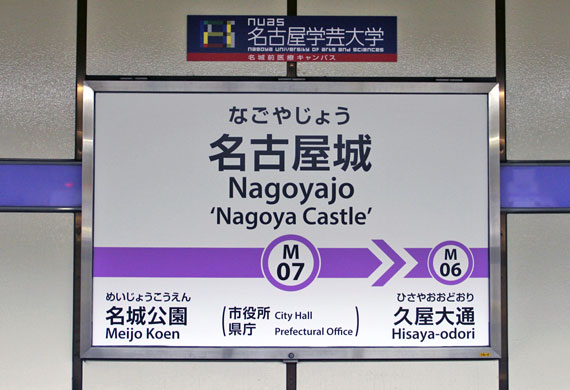 nuas
名古屋学芸大学
nagoya university of arts and sciences
名城前医療キャンパス
なごやじょう
名古屋城
Nagoyajo
‘Nagoya Castle’
M
07
M
06
めいじょうこうえん
名城公園
Meijo Koen
(市役所 City Hall
県庁 Prefectural Office)
ひさやおおどおり
久屋大通
Hisaya-odori